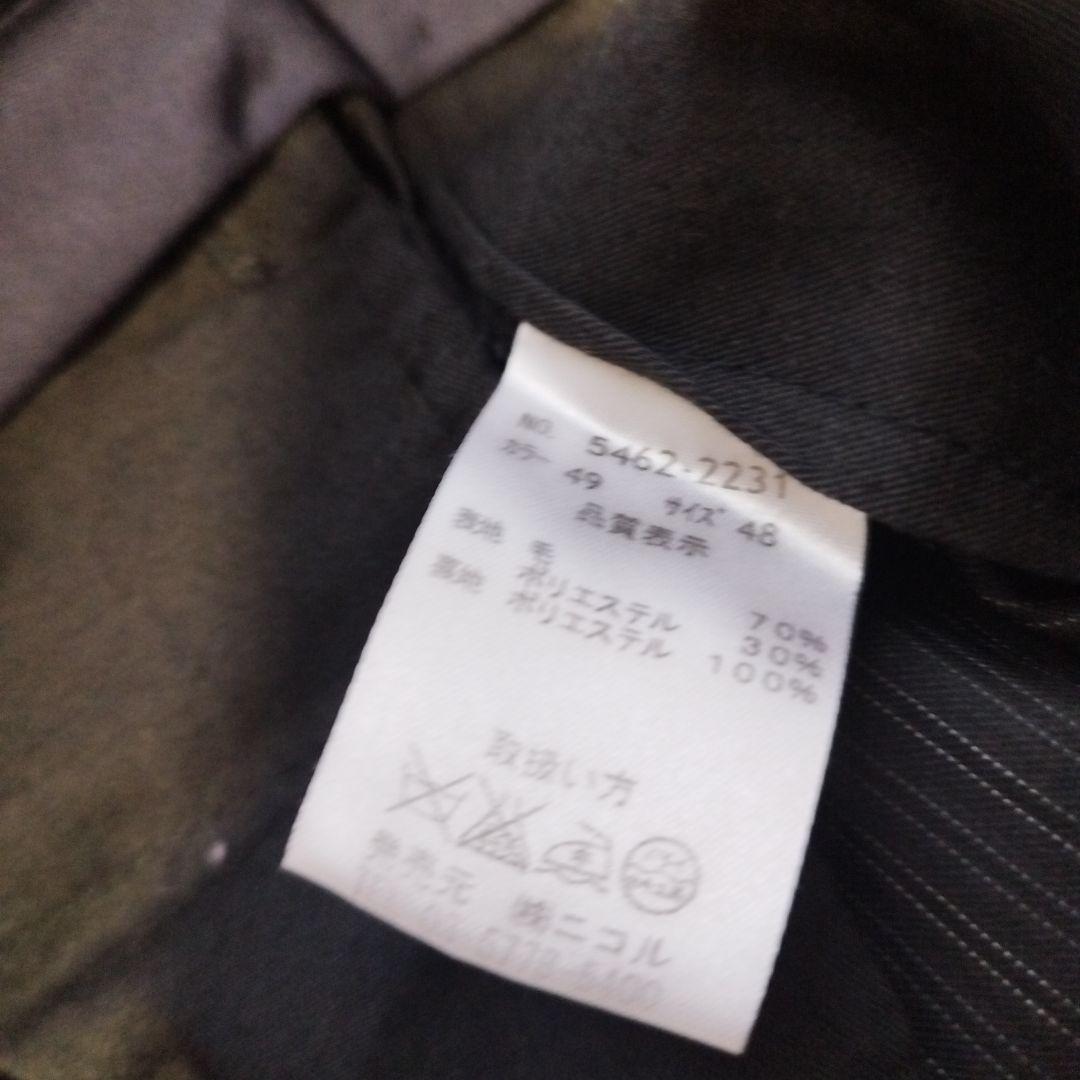 NO. 5462-2231
カラー 49 サイズ 48
品質表示
表地 毛 70%
ポリエステル 30%
裏地 ポリエステル 100%
取扱い方
発売元 ㈱ニコル